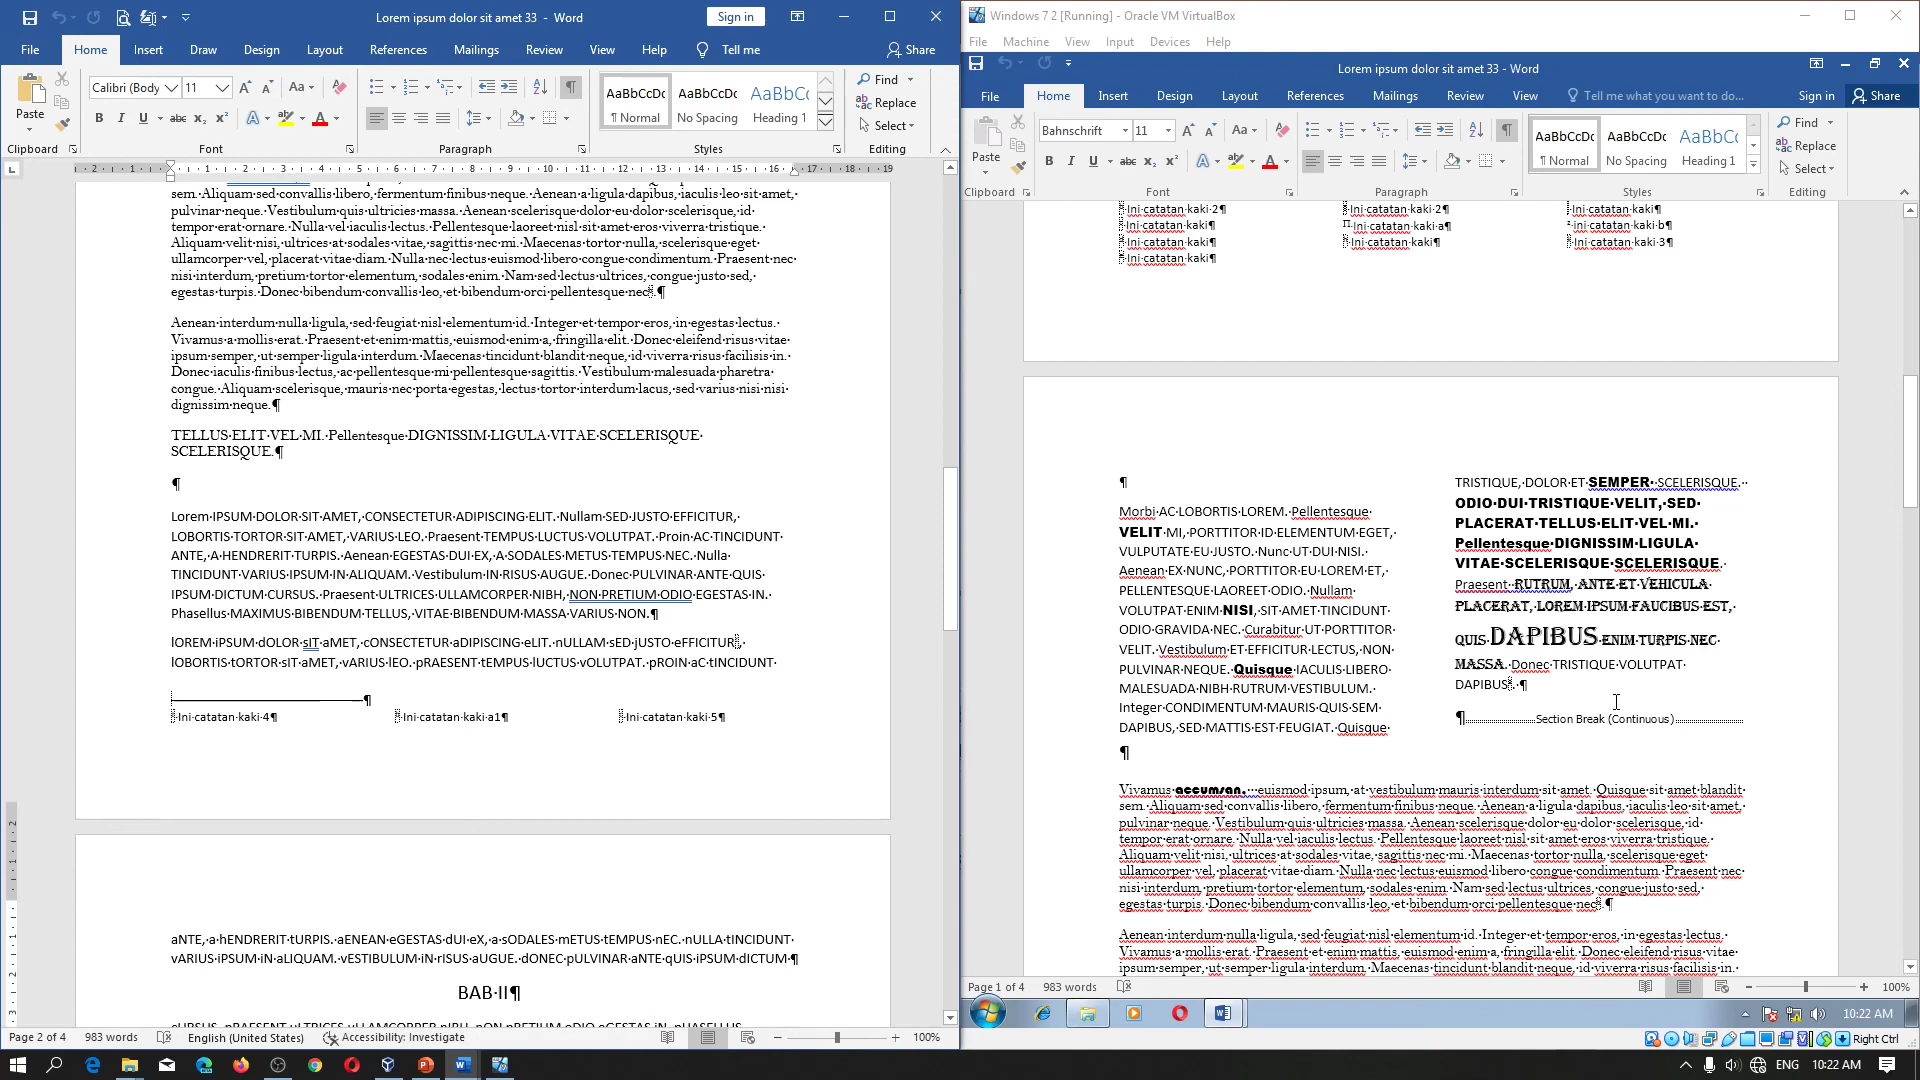 Lorem ipsum dolor sit amet 33 - Word
Sign in
File Home Insert Draw Design Layout References Mailings Review View Help Tell me Share
Calibri (Body 11
Paste
Find
Replace
Select
AaBbCcDc AaBbCcDc AaBbCc
¶ Normal No Spacing Heading 1
Clipboard Font Paragraph Styles Editing
sem. Aliquam sed convallis libero, fermentum finibus neque. Aenean a ligula dapibus, iaculis leo sit amet,
pulvinar neque. Vestibulum quis ultricies massa. Aenean scelerisque dolor eu dolor scelerisque, id
tempor erat ornare. Nulla vel iaculis lectus. Pellentesque laoreet nisl sit amet eros viverra tristique.
Aliquam velit nisi, ultrices at sodales vitae, sagittis nec mi. Maecenas tortor nulla, scelerisque eget
ullamcorper vel, placerat vitae diam. Nulla nec lectus euismod libero congue condimentum. Praesent nec
nisi interdum, pretium tortor elementum, sodales enim. Nam sed lectus ultrices, congue justo sed,
egestas turpis. Donec bibendum convallis leo, et bibendum orci pellentesque nec.¶
Aenean interdum nulla ligula, sed feugiat nisl elementum id. Integer et tempor eros, in egestas lectus.
Vivamus a mollis erat. Praesent et enim mattis, euismod enim a, fringilla elit. Donec eleifend risus vitae
ipsum semper, ut semper ligula interdum. Maecenas tincidunt blandit neque, id viverra risus facilisis in.
Donec iaculis finibus lectus, ac pellentesque mi pellentesque sagittis. Vestibulum malesuada pharetra
congue. Aliquam scelerisque, mauris nec porta egestas, lectus tortor interdum lacus, sed varius nisi nisi
dignissim neque.¶
TELLUS ELIT VEL MI. Pellentesque DIGNISSIM LIGULA VITAE SCELERISQUE
SCELERISQUE.¶
¶
Lorem IPSUM DOLOR SIT AMET, CONSECTETUR ADIPISCING ELIT. Nullam SED JUSTO EFFICITUR,
LOBORTIS TORTOR SIT AMET, VARIUS LEO. Praesent TEMPUS LUCTUS VOLUTPAT. Proin AC TINCIDUNT
ANTE, A HENDRERIT TURPIS. Aenean EGESTAS DUI EX, A SODALES METUS TEMPUS NEC. Nulla
TINCIDUNT VARIUS IPSUM IN ALIQUAM. Vestibulum IN RISUS AUGUE. Donec PULVINAR ANTE QUIS
IPSUM DICTUM CURSUS. Praesent ULTRICES ULLAMCORPER NIBH, NON PRETIUM ODIO EGESTAS IN.
Phasellus MAXIMUS BIBENDUM TELLUS, VITAE BIBENDUM MASSA VARIUS NON.¶
lOREM iPSUM dOLOR sIT aMET, cONSECTETUR aDIPISCING eLIT. nULLAM sED jUSTO eFFICITUR,
lOBORTIS tORTOR sIT aMET, vARIUS lEO. pRAESENT tEMPUS lUCTUS vOLUTPAT. pROIN aC tINCIDUNT
¶
Ini catatan kaki 4¶ Ini catatan kaki a1¶ Ini catatan kaki 5¶
aNTE, a hENDRERIT tURPIS. aENEAN eGESTAS dUI eX, a sODALES mETUS tEMPUS nEC. nULLA tINCIDUNT
vARIUS iPSUM iN aLIQUAM. vESTIBULUM iN rISUS aUGUE. dONEC pULVINAR aNTE qUIS iPSUM dICTUM ¶
BAB II¶
cURSUS. pRAESENT uLTRICES uLLAMCORPER nIBH, nON pRETIUM oDIO eGESTAS iN. pHASELLUS
Page 2 of 4 983 words English (United States) Accessibility: Investigate 100%
Windows 7 2 [Running] - Oracle VM VirtualBox
File Machine View Input Devices Help
Lorem ipsum dolor sit amet 33 - Word
File Home Insert Design Layout References Mailings Review View Tell me what you want to do... Sign in Share
Bahnschrift 11
Paste
Find
Replace
Select
AaBbCcDc AaBbCcDc AaBbCc
¶ Normal No Spacing Heading 1
Clipboard Font Paragraph Styles Editing
Ini catatan kaki 2¶ Ini catatan kaki 2¶ Ini catatan kaki¶
Ini catatan kaki¶ Ini catatan kaki a¶ Ini catatan kaki b¶
Ini catatan kaki¶ Ini catatan kaki¶ Ini catatan kaki 3¶
Ini catatan kaki¶
¶
Morbi AC LOBORTIS LOREM. Pellentesque
VELIT MI, PORTTITOR ID ELEMENTUM EGET,
VULPUTATE EU JUSTO. Nunc UT DUI NISI.
Aenean EX NUNC, PORTTITOR EU LOREM ET,
PELLENTESQUE LAOREET ODIO. Nullam
VOLUTPAT ENIM NISI, SIT AMET TINCIDUNT
ODIO GRAVIDA NEC. Curabitur UT PORTTITOR
VELIT. Vestibulum ET EFFICITUR LECTUS, NON
PULVINAR NEQUE. Quisque IACULIS LIBERO
MALESUADA NIBH RUTRUM VESTIBULUM.
Integer CONDIMENTUM MAURIS QUIS SEM
DAPIBUS, SED MATTIS EST FEUGIAT. Quisque
TRISTIQUE, DOLOR ET SEMPER SCELERISQUE.
ODIO DUI TRISTIQUE VELIT, SED
PLACERAT TELLUS ELIT VEL MI.
Pellentesque DIGNISSIM LIGULA
VITAE SCELERISQUE SCELERISQUE.
Praesent RUTRUM, ANTE ET VEHICULA
PLACERAT, LOREM IPSUM FAUCIBUS EST,
QUIS DAPIBUS ENIM TURPIS NEC
MASSA. Donec TRISTIQUE VOLUTPAT
DAPIBUS. ¶
¶ Section Break (Continuous)
¶
Vivamus accumsan, euismod ipsum, at vestibulum mauris interdum sit amet. Quisque sit amet blandit
sem. Aliquam sed convallis libero, fermentum finibus neque. Aenean a ligula dapibus, iaculis leo sit amet,
pulvinar neque. Vestibulum quis ultricies massa. Aenean scelerisque dolor eu dolor scelerisque, id
tempor erat ornare. Nulla vel iaculis lectus. Pellentesque laoreet nisl sit amet eros viverra tristique.
Aliquam velit nisi, ultrices at sodales vitae, sagittis nec mi. Maecenas tortor nulla, scelerisque eget
ullamcorper vel, placerat vitae diam. Nulla nec lectus euismod libero congue condimentum. Praesent nec
nisi interdum, pretium tortor elementum, sodales enim. Nam sed lectus ultrices, congue justo sed,
egestas turpis. Donec bibendum convallis leo, et bibendum orci pellentesque nec.¶
Aenean interdum nulla ligula, sed feugiat nisl elementum id. Integer et tempor eros, in egestas lectus.
Vivamus a mollis erat. Praesent et enim mattis, euismod enim a, fringilla elit. Donec eleifend risus vitae
ipsum semper, ut semper ligula interdum. Maecenas tincidunt blandit neque, id viverra risus facilisis in.
Page 1 of 4 983 words 100%
10:22 AM
Right Ctrl
ENG 10:22 AM